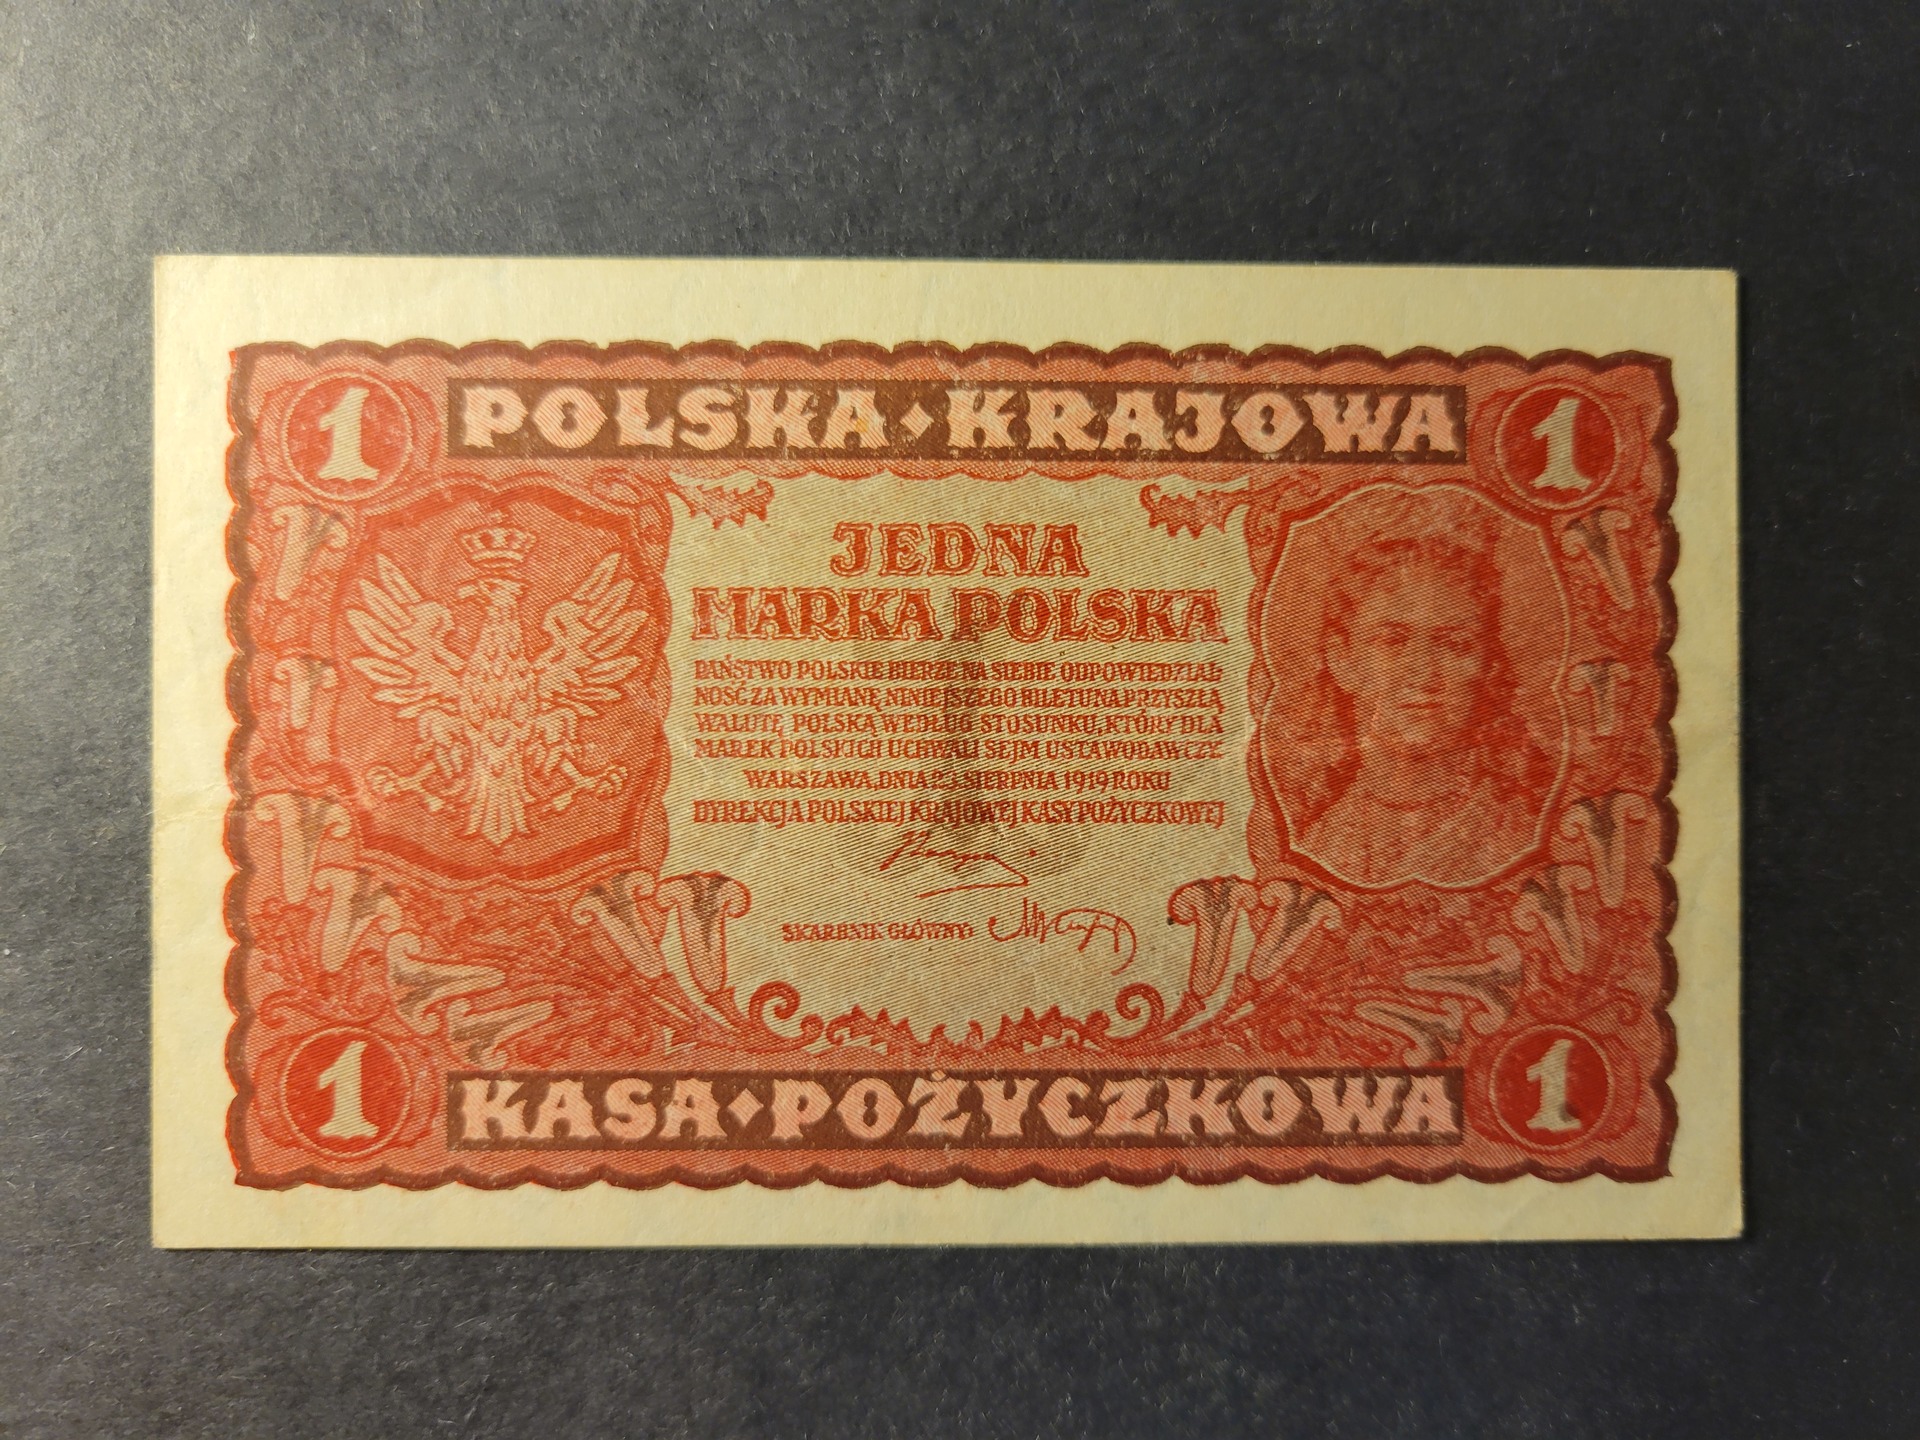 1 POLSKA · KRAJOWA 1
JEDNA
MARKA POLSKA
PAŃSTWO POLSKIE BIERZE NA SIEBIE ODPOWIEDZIAL-
NOŚĆ ZA WYMIANĘ NINIEJSZEGO BILETU NA PRZYSZŁĄ
WALUTĘ POLSKĄ WEDŁUG STOSUNKU, KTÓRY DLA
MAREK POLSKICH UCHWALI SEJM USTAWODAWCZY.
WARSZAWA, DNIA 23 SIERPNIA 1919 ROKU
DYREKCJA POLSKIEJ KRAJOWEJ KASY POŻYCZKOWEJ
SKARBNIK GŁÓWNY:
1 KASA · POŻYCZKOWA 1